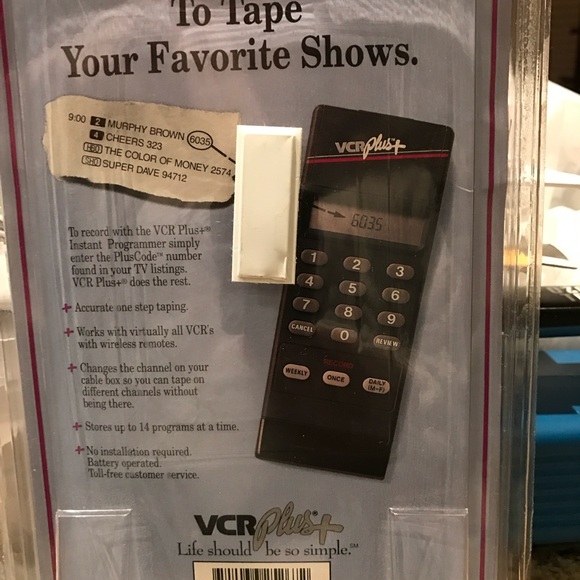 To Tape
Your Favorite Shows.
9:00 2 MURPHY BROWN 6035
4 CHEERS 323
HBO THE COLOR OF MONEY 2574
SHO SUPER DAVE 94712
VCR Plus+
6035
To record with the VCR Plus+®
Instant Programmer simply
enter the PlusCode™ number
found in your TV listings.
VCR Plus+® does the rest.
+ Accurate one step taping.
+ Works with virtually all VCR's
with wireless remotes.
+ Changes the channel on your
cable box so you can tape on
different channels without
being there.
+ Stores up to 14 programs at a time.
+ No installation required.
Battery operated.
Toll-free customer service.
1 2 3
4 5 6
7 8 9
CANCEL 0 REVIEW
RECORD
WEEKLY ONCE DAILY (M-F)
VCR Plus+®
Life should be so simple.℠